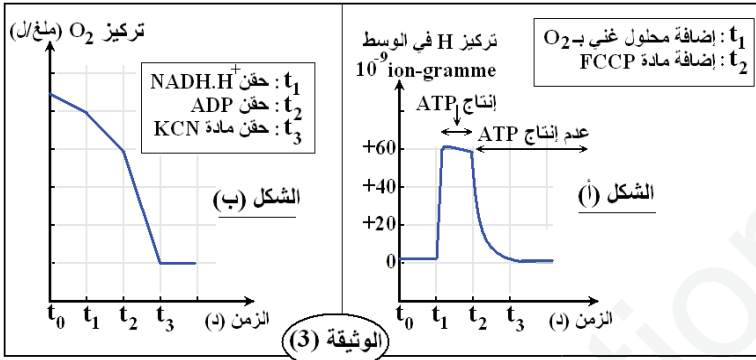 t₁ : إضافة محلول غني بـ O₂
t₂ : إضافة مادة FCCP
تركيز H في الوسط
10⁻⁹ ion-gramme
إنتاج ATP
عدم إنتاج ATP
+60
+40
+20
0
الشكل (أ)
t₀ t₁ t₂ t₃ الزمن (د)
تركيز O₂ (ملغ/ل)
t₁ : حقن NADH.H⁺
t₂ : حقن ADP
t₃ : حقن مادة KCN
الشكل (ب)
t₀ t₁ t₂ t₃ الزمن (د)
الوثيقة (3)